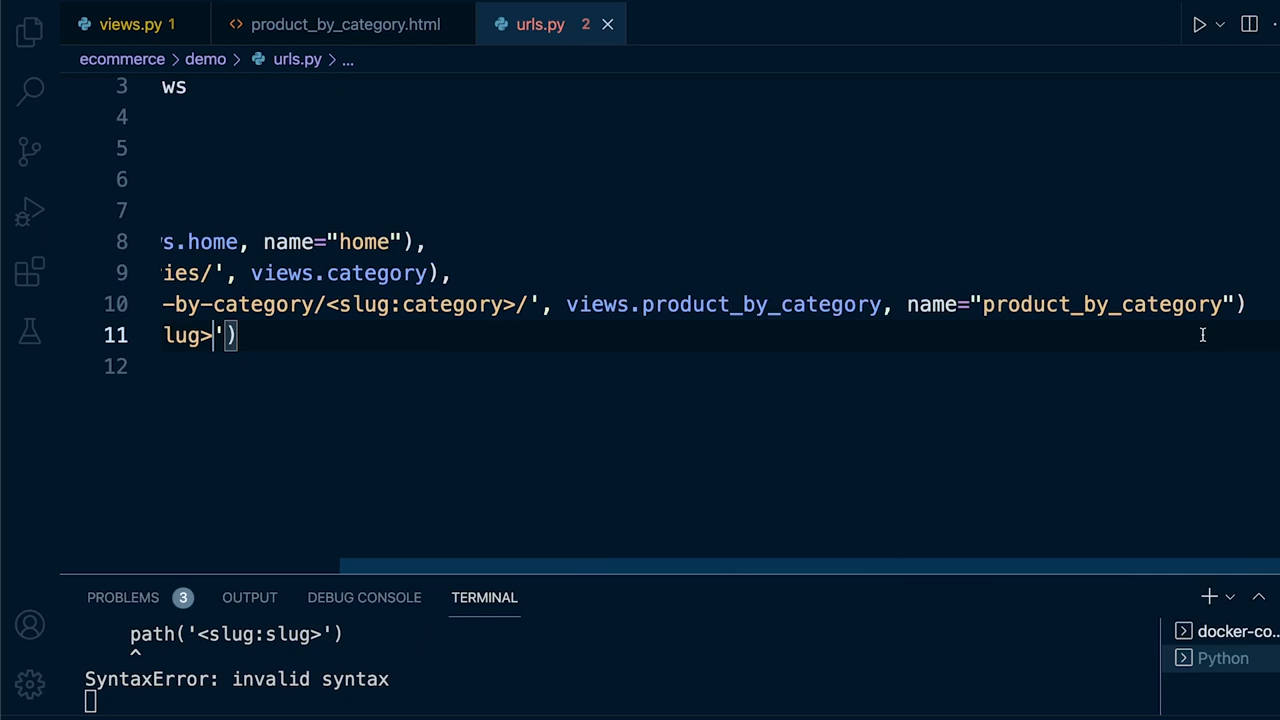 views.py 1
product_by_category.html
urls.py 2
ecommerce > demo > urls.py > ...
3 ws
4
5
6
7
8 s.home, name="home"),
9 ies/', views.category),
10 -by-category/<slug:category>/', views.product_by_category, name="product_by_category")
11 lug>')
12
PROBLEMS 3 OUTPUT DEBUG CONSOLE TERMINAL
path('<slug:slug>')
^
SyntaxError: invalid syntax
docker-co...
Python